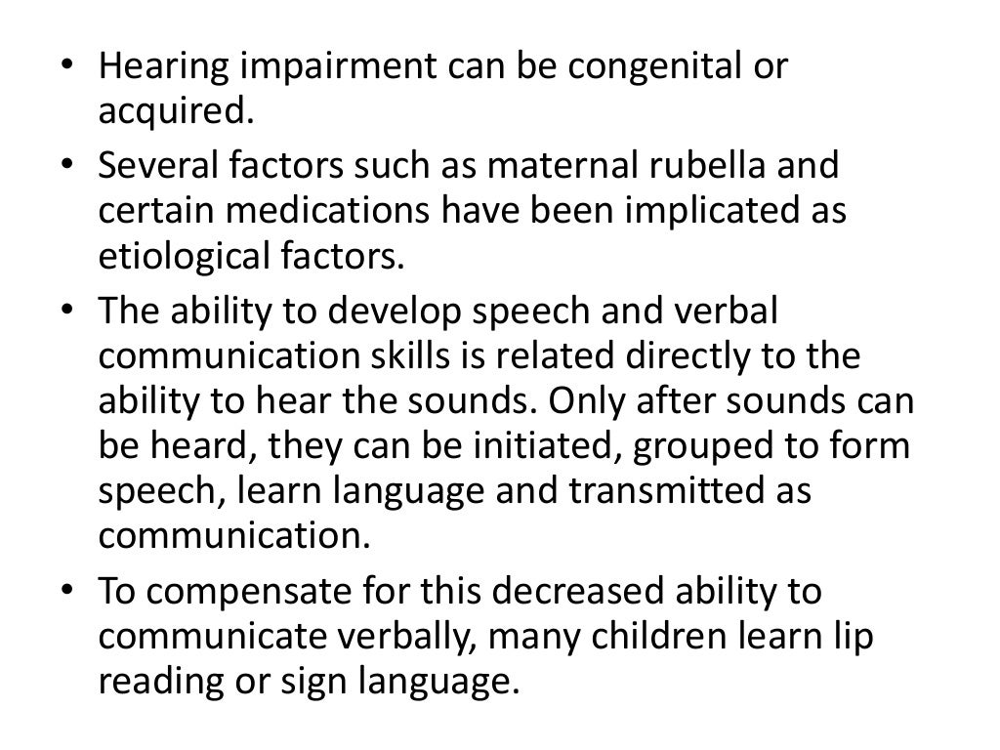 • Hearing impairment can be congenital or
acquired.
• Several factors such as maternal rubella and
certain medications have been implicated as
etiological factors.
• The ability to develop speech and verbal
communication skills is related directly to the
ability to hear the sounds. Only after sounds can
be heard, they can be initiated, grouped to form
speech, learn language and transmitted as
communication.
• To compensate for this decreased ability to
communicate verbally, many children learn lip
reading or sign language.